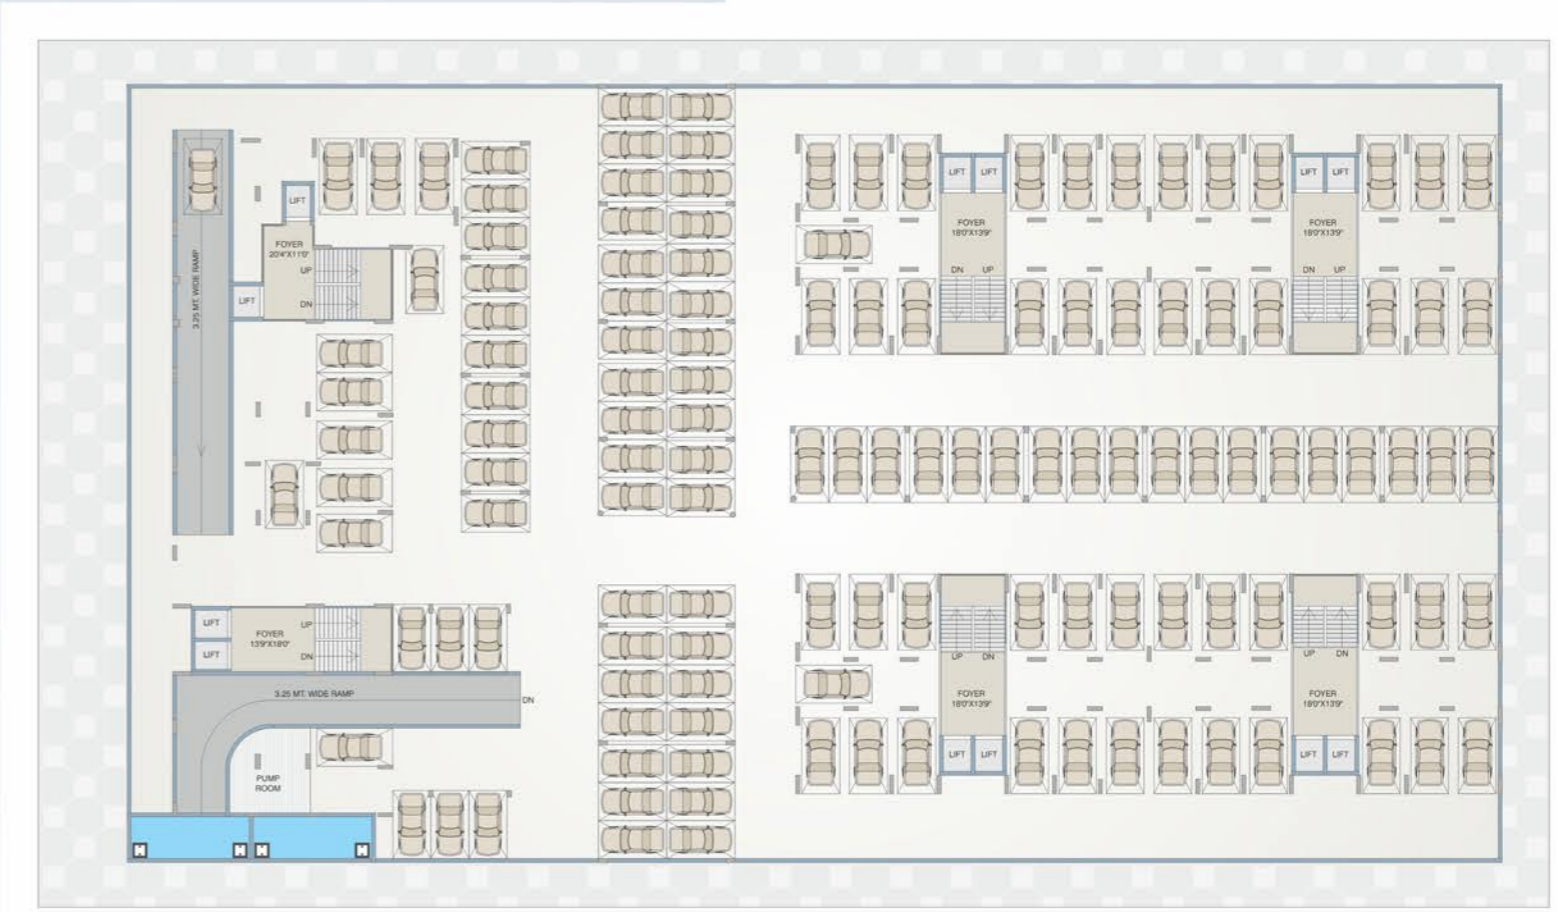 LIFT
LIFT
LIFT
LIFT
LIFT
FOYER
18'0"X13'9"
FOYER
18'0"X13'9"
FOYER
20'4"X11'0"
UP
DN
LIFT
3.25 MT. WIDE RAMP
DN UP
DN UP
LIFT
LIFT
FOYER
13'9"X18'0"
UP
DN
UP DN
UP DN
3.25 MT. WIDE RAMP
DN
FOYER
18'0"X13'9"
FOYER
18'0"X13'9"
LIFT
LIFT
LIFT
LIFT
PUMP
ROOM
H
H
H
H